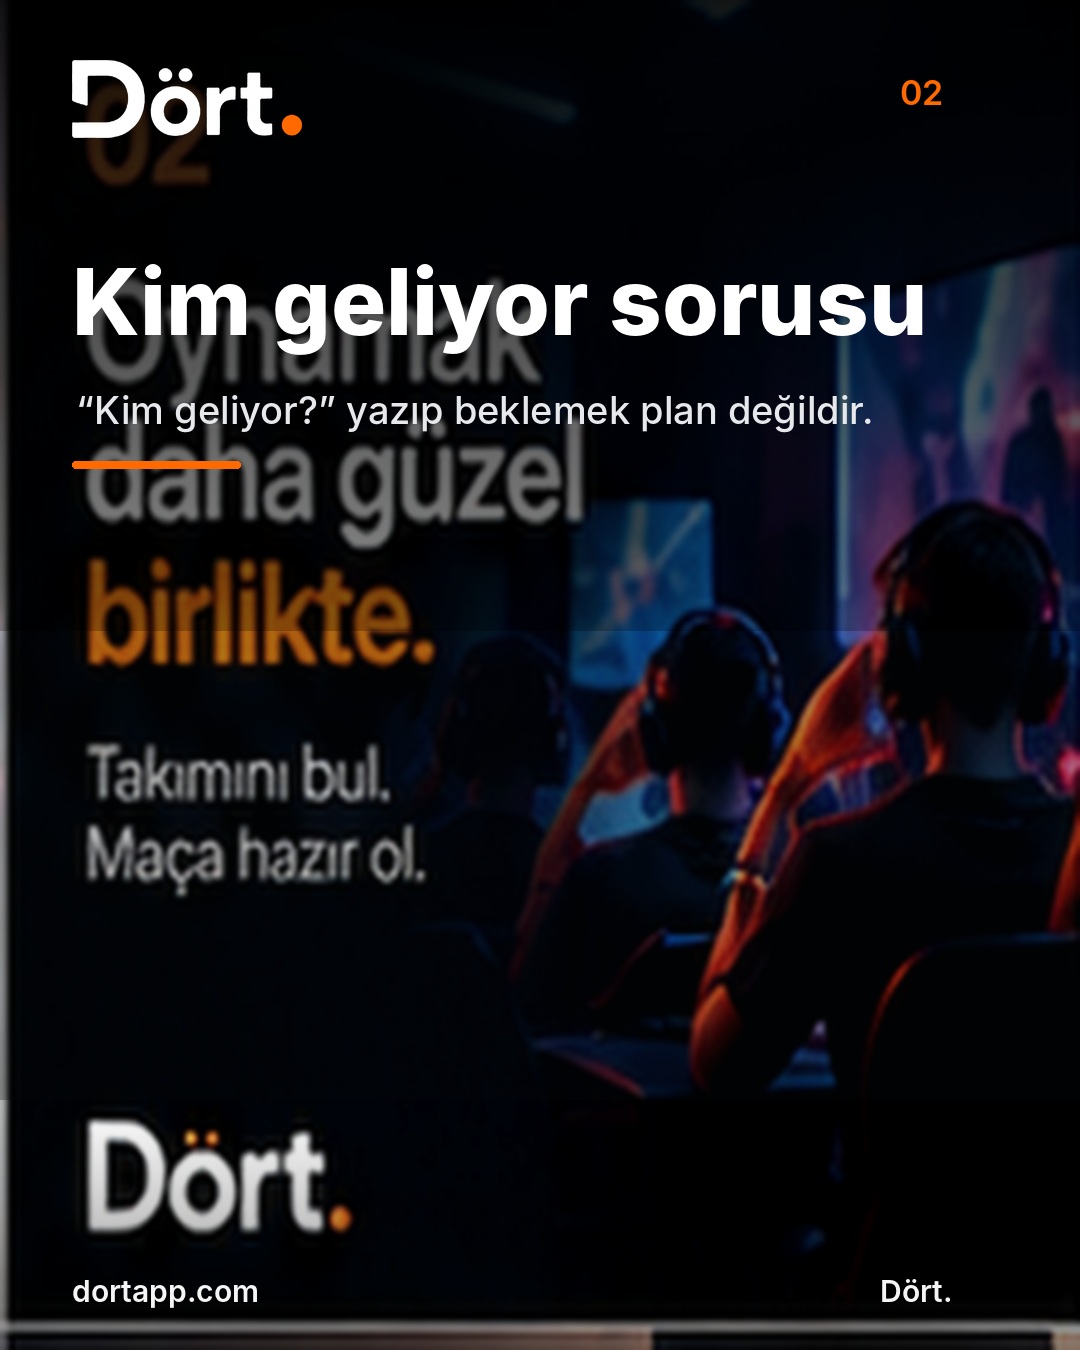 Dört.
02
02
Kim geliyor sorusu
Oynamak
“Kim geliyor?” yazıp beklemek plan değildir.
daha güzel
birlikte.
Takımını bul.
Maça hazır ol.
Dört.
dortapp.com
Dört.